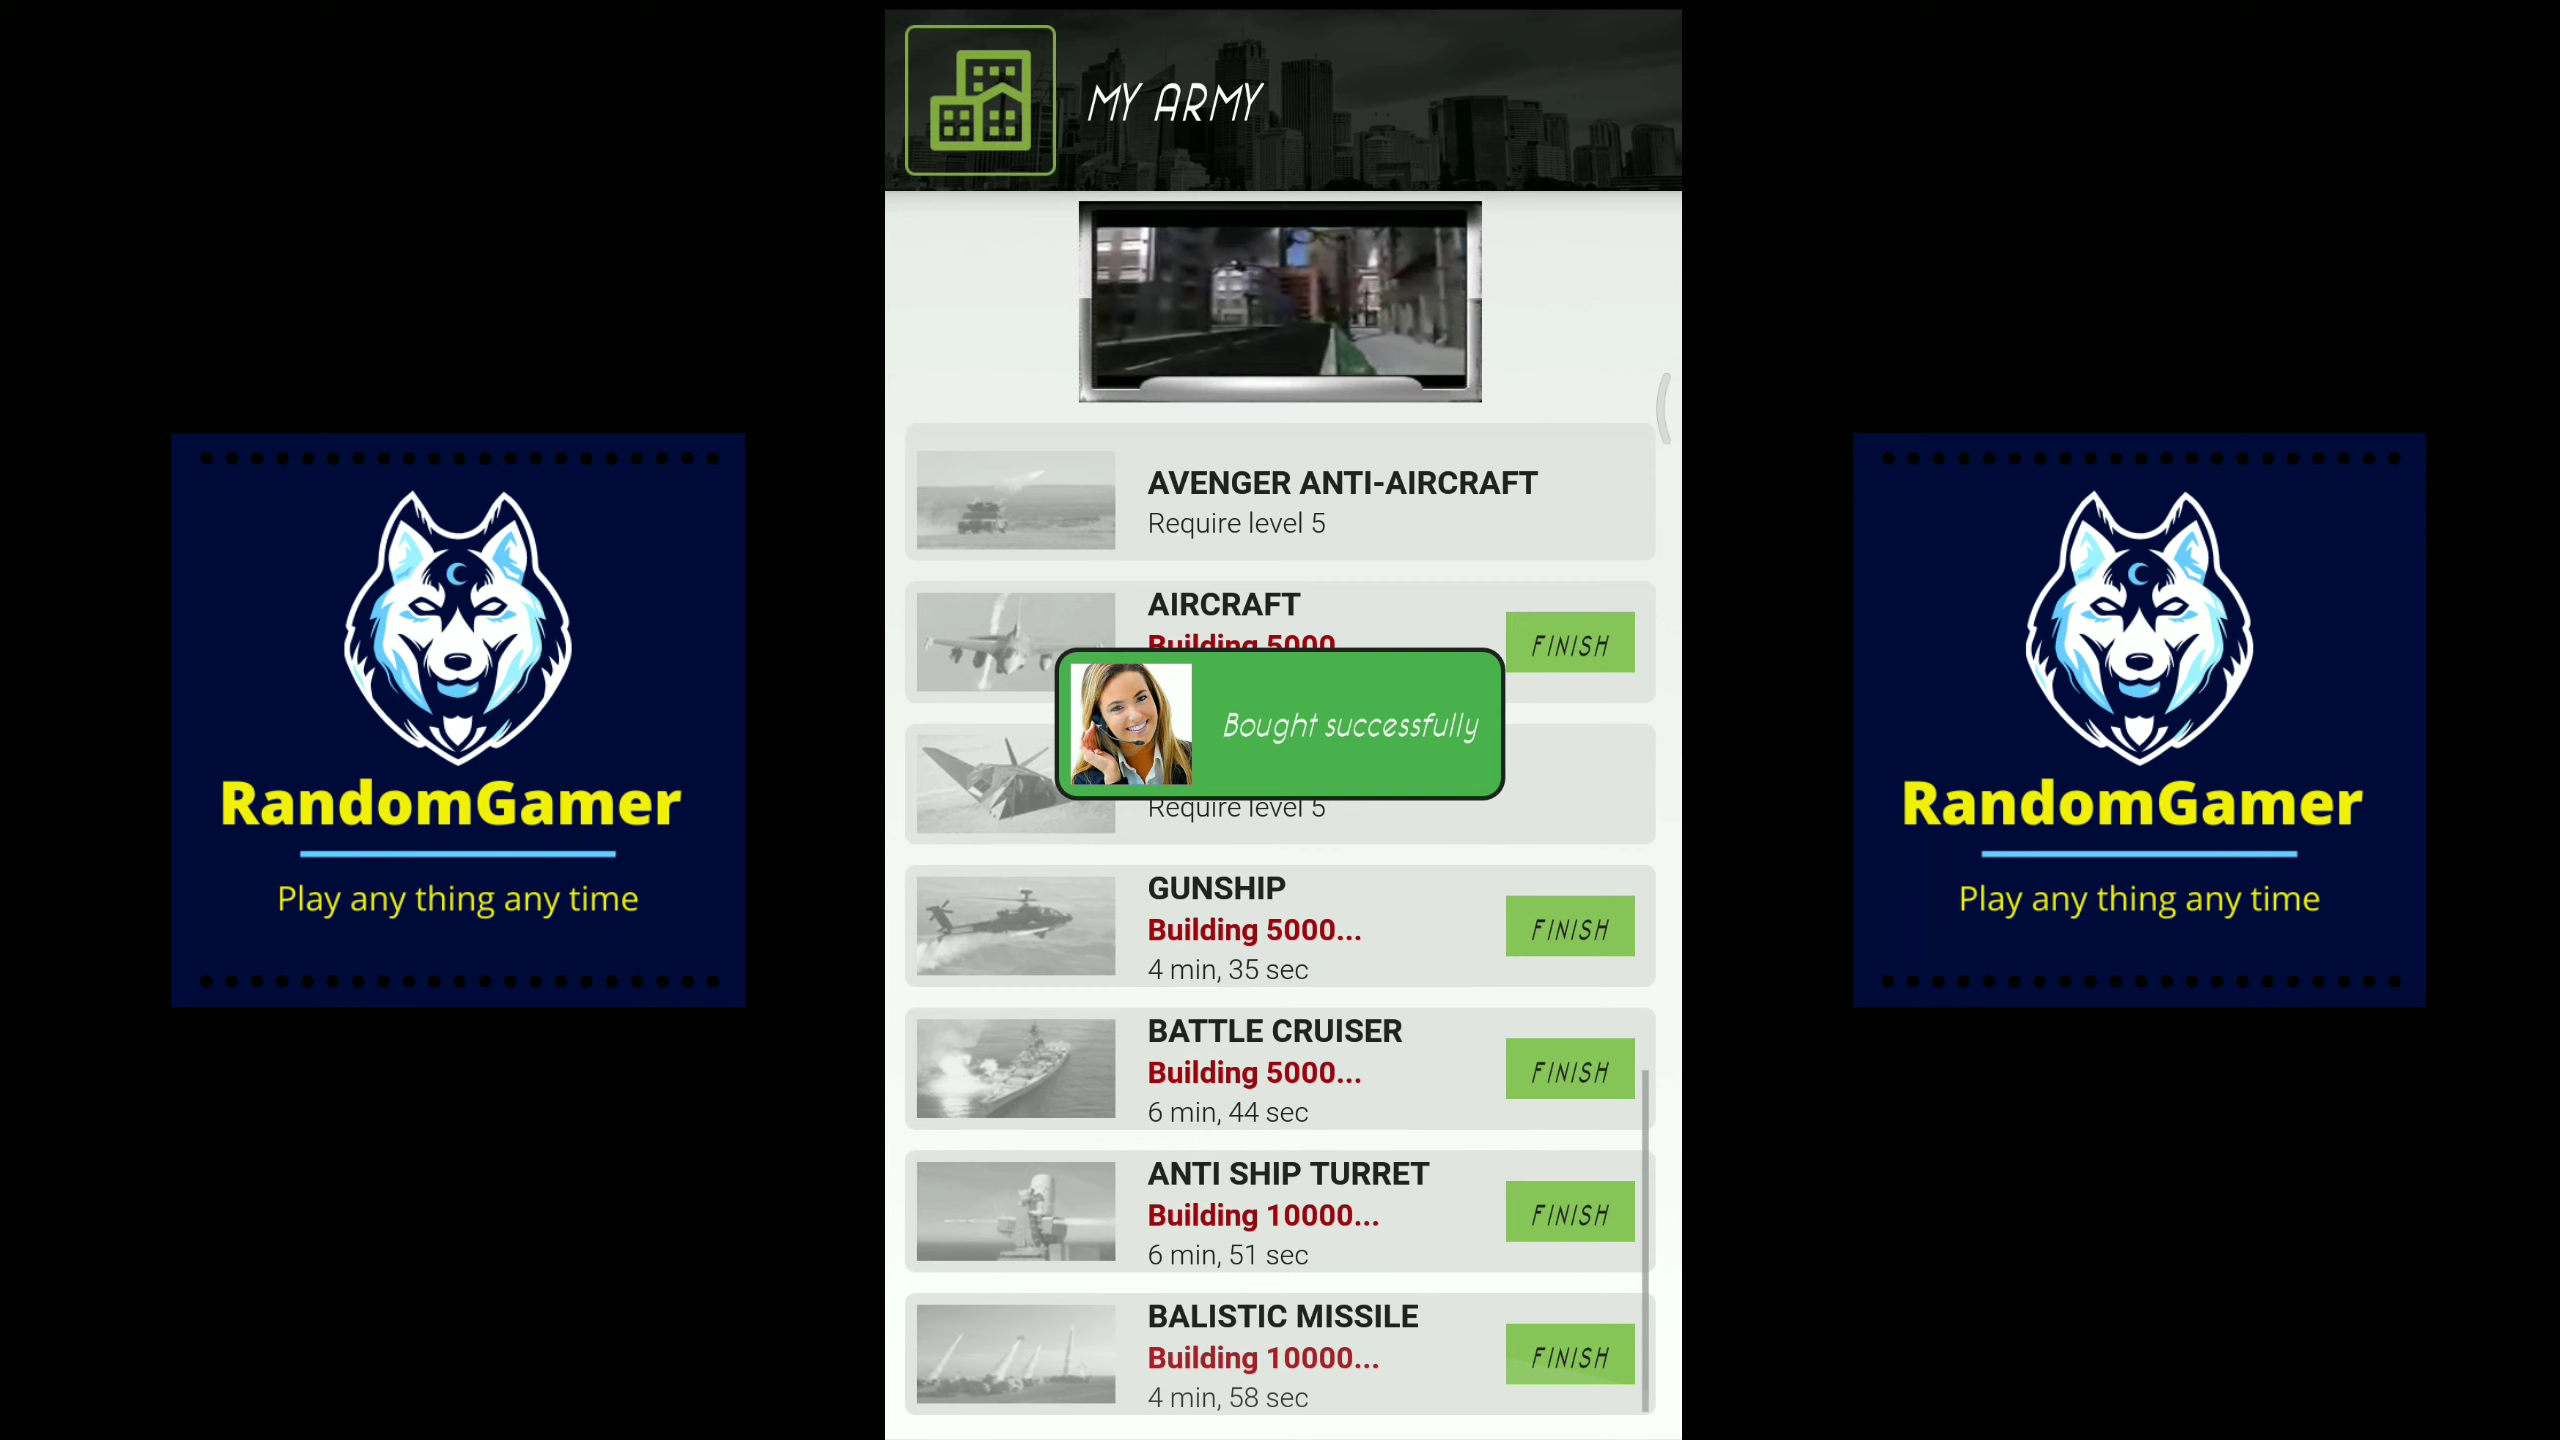 MY ARMY
AVENGER ANTI-AIRCRAFT
Require level 5
AIRCRAFT
Building 5000
FINISH
Bought successfully
Require level 5
GUNSHIP
Building 5000...
4 min, 35 sec
FINISH
BATTLE CRUISER
Building 5000...
6 min, 44 sec
FINISH
ANTI SHIP TURRET
Building 10000...
6 min, 51 sec
FINISH
BALISTIC MISSILE
Building 10000...
4 min, 58 sec
FINISH
RandomGamer
Play any thing any time
RandomGamer
Play any thing any time